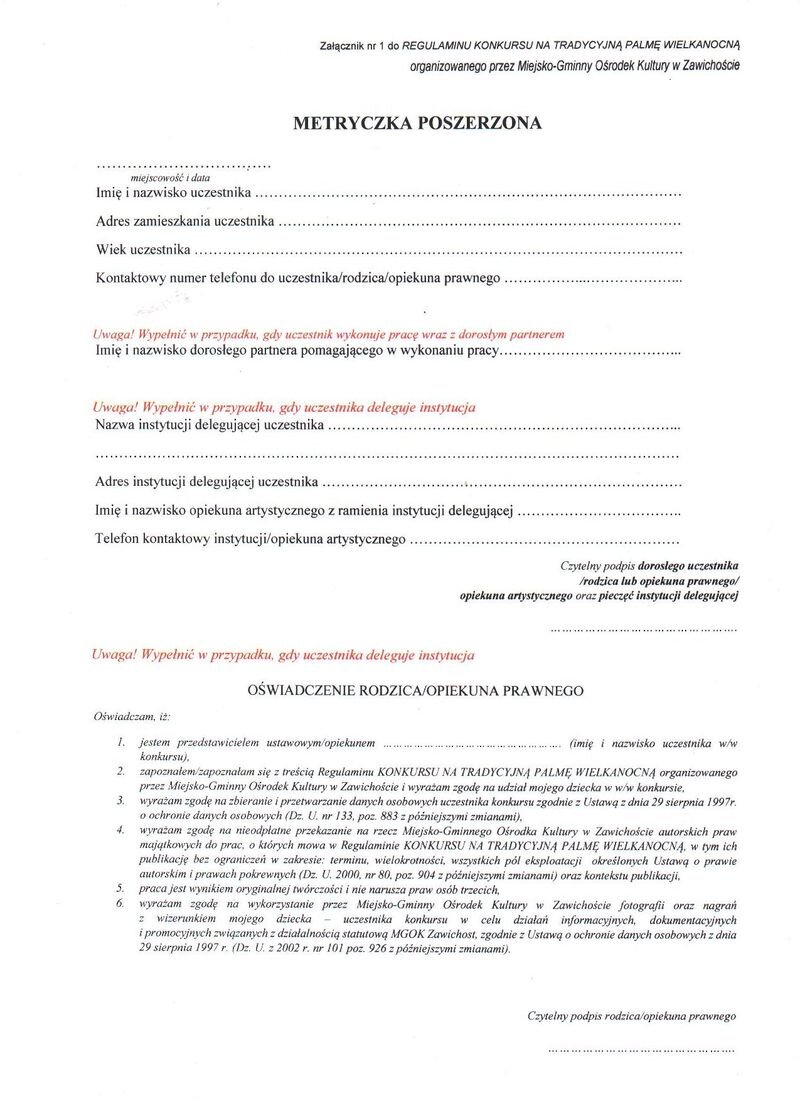 Załącznik nr 1 do REGULAMINU KONKURSU NA TRADYCYJNĄ PALMĘ WIELKANOCNĄ
organizowanego przez Miejsko-Gminny Ośrodek Kultury w Zawichoście
METRYCZKA POSZERZONA
..................................
miejscowość i data
Imię i nazwisko uczestnika ....................................................................................
Adres zamieszkania uczestnika ................................................................................
Wiek uczestnika ................................................................................................
Kontaktowy numer telefonu do uczestnika/rodzica/opiekuna prawnego ...................................
Uwaga! Wypełnić w przypadku, gdy uczestnik wykonuje pracę wraz z dorosłym partnerem
Imię i nazwisko dorosłego partnera pomagającego w wykonaniu pracy....................................
Uwaga! Wypełnić w przypadku, gdy uczestnika deleguje instytucja
Nazwa instytucji delegującej uczestnika .....................................................................
....................................................................................................................
Adres instytucji delegującej uczestnika ......................................................................
Imię i nazwisko opiekuna artystycznego z ramienia instytucji delegującej ................................
Telefon kontaktowy instytucji/opiekuna artystycznego .....................................................
Czytelny podpis dorosłego uczestnika
/rodzica lub opiekuna prawnego/
opiekuna artystycznego oraz pieczęć instytucji delegującej
................................................
Uwaga! Wypełnić w przypadku, gdy uczestnika deleguje instytucja
OŚWIADCZENIE RODZICA/OPIEKUNA PRAWNEGO
Oświadczam, iż:
1. jestem przedstawicielem ustawowym/opiekunem ............................................... (imię i nazwisko uczestnika w/w
konkursu),
2. zapoznałem/zapoznałam się z treścią Regulaminu KONKURSU NA TRADYCYJNĄ PALMĘ WIELKANOCNĄ organizowanego
przez Miejsko-Gminny Ośrodek Kultury w Zawichoście i wyrażam zgodę na udział mojego dziecka w w/w konkursie,
3. wyrażam zgodę na zbieranie i przetwarzanie danych osobowych uczestnika konkursu zgodnie z Ustawą z dnia 29 sierpnia 1997r.
o ochronie danych osobowych (Dz. U. nr 133, poz. 883 z późniejszymi zmianami),
4. wyrażam zgodę na nieodpłatne przekazanie na rzecz Miejsko-Gminnego Ośrodka Kultury w Zawichoście autorskich praw
majątkowych do prac, o których mowa w Regulaminie KONKURSU NA TRADYCYJNĄ PALMĘ WIELKANOCNĄ, w tym ich
publikację bez ograniczeń w zakresie: terminu, wielokrotności, wszystkich pól eksploatacji określonych Ustawą o prawie
autorskim i prawach pokrewnych (Dz. U. 2000, nr 80, poz. 904 z późniejszymi zmianami) oraz kontekstu publikacji,
5. praca jest wynikiem oryginalnej twórczości i nie narusza praw osób trzecich,
6. wyrażam zgodę na wykorzystanie przez Miejsko-Gminny Ośrodek Kultury w Zawichoście fotografii oraz nagrań
z wizerunkiem mojego dziecka – uczestnika konkursu w celu działań informacyjnych, dokumentacyjnych
i promocyjnych związanych z działalnością statutową MGOK Zawichost, zgodnie z Ustawą o ochronie danych osobowych z dnia
29 sierpnia 1997 r. (Dz. U. z 2002 r. nr 101 poz. 926 z późniejszymi zmianami).
Czytelny podpis rodzica/opiekuna prawnego
................................................